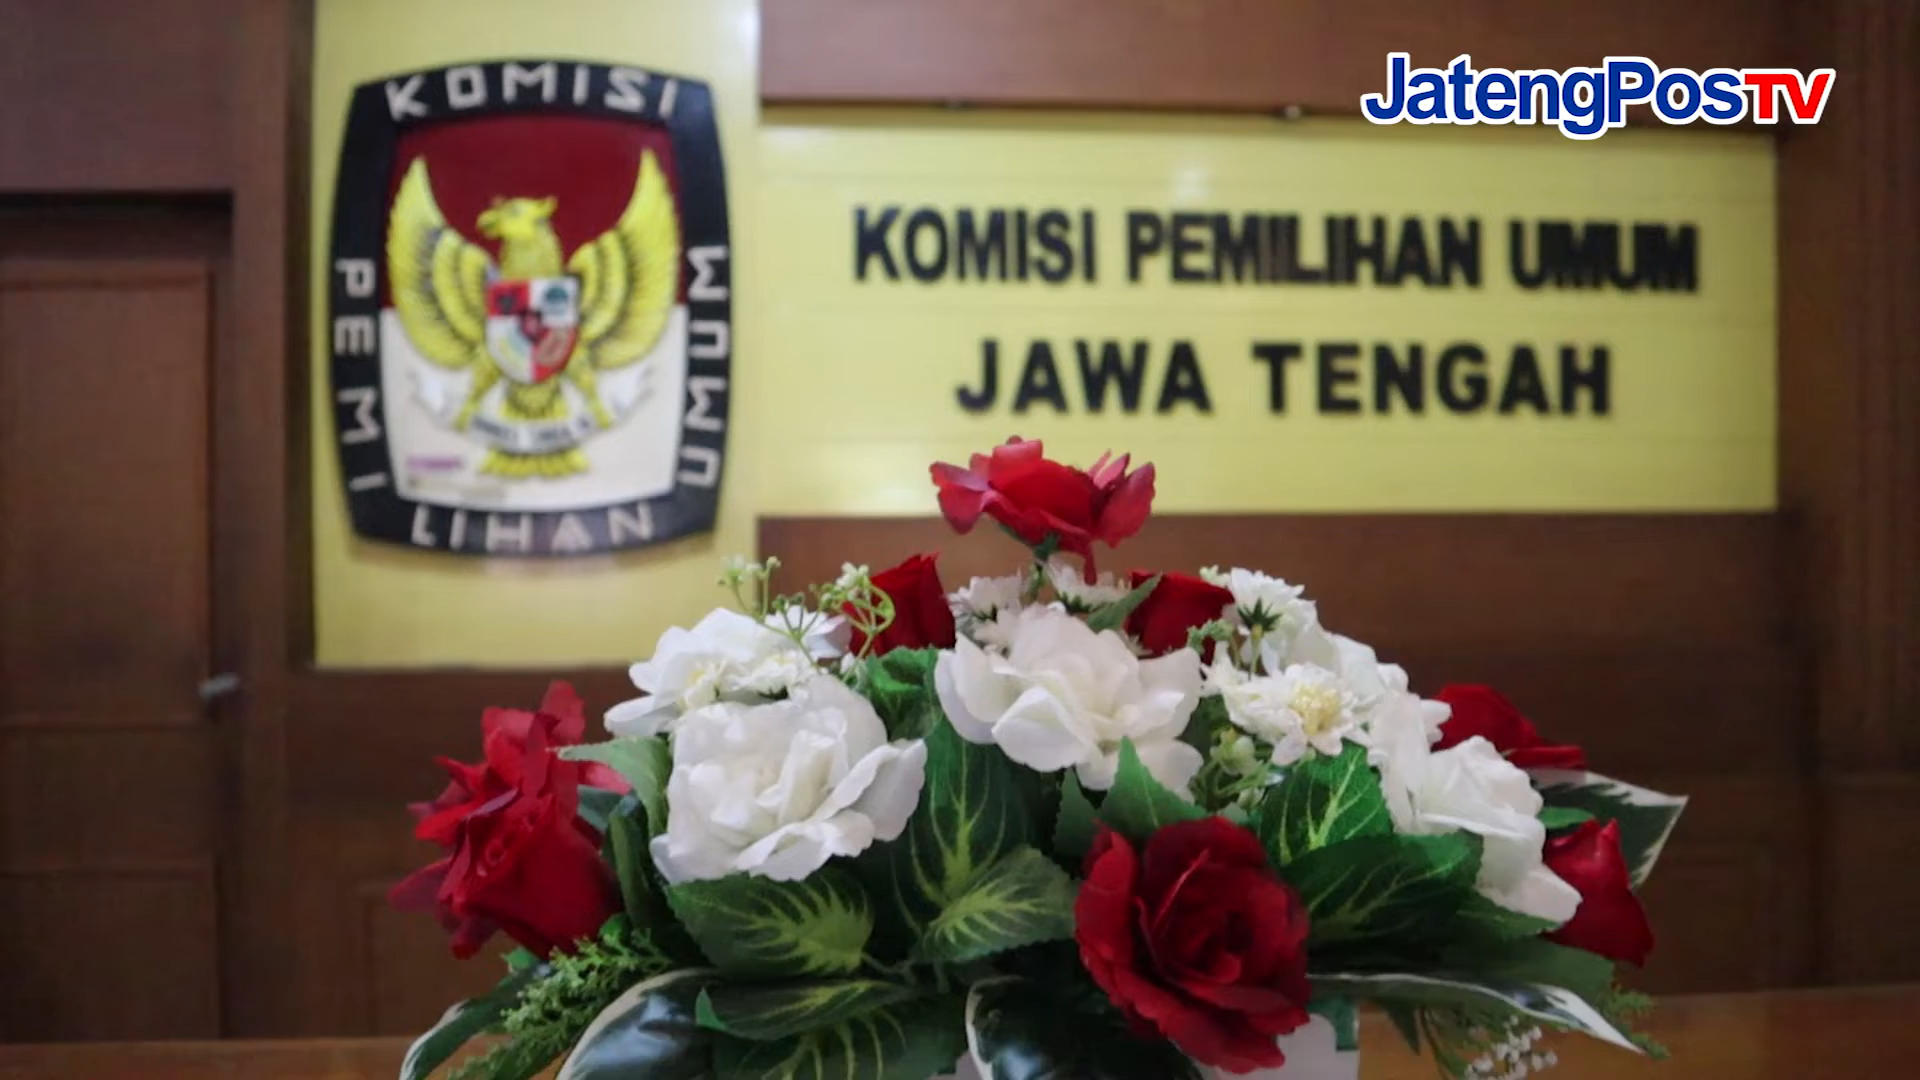 JatengPosTV
KOMISI
PEMILIHAN
UMUM
KOMISI PEMILIHAN UMUM
JAWA TENGAH